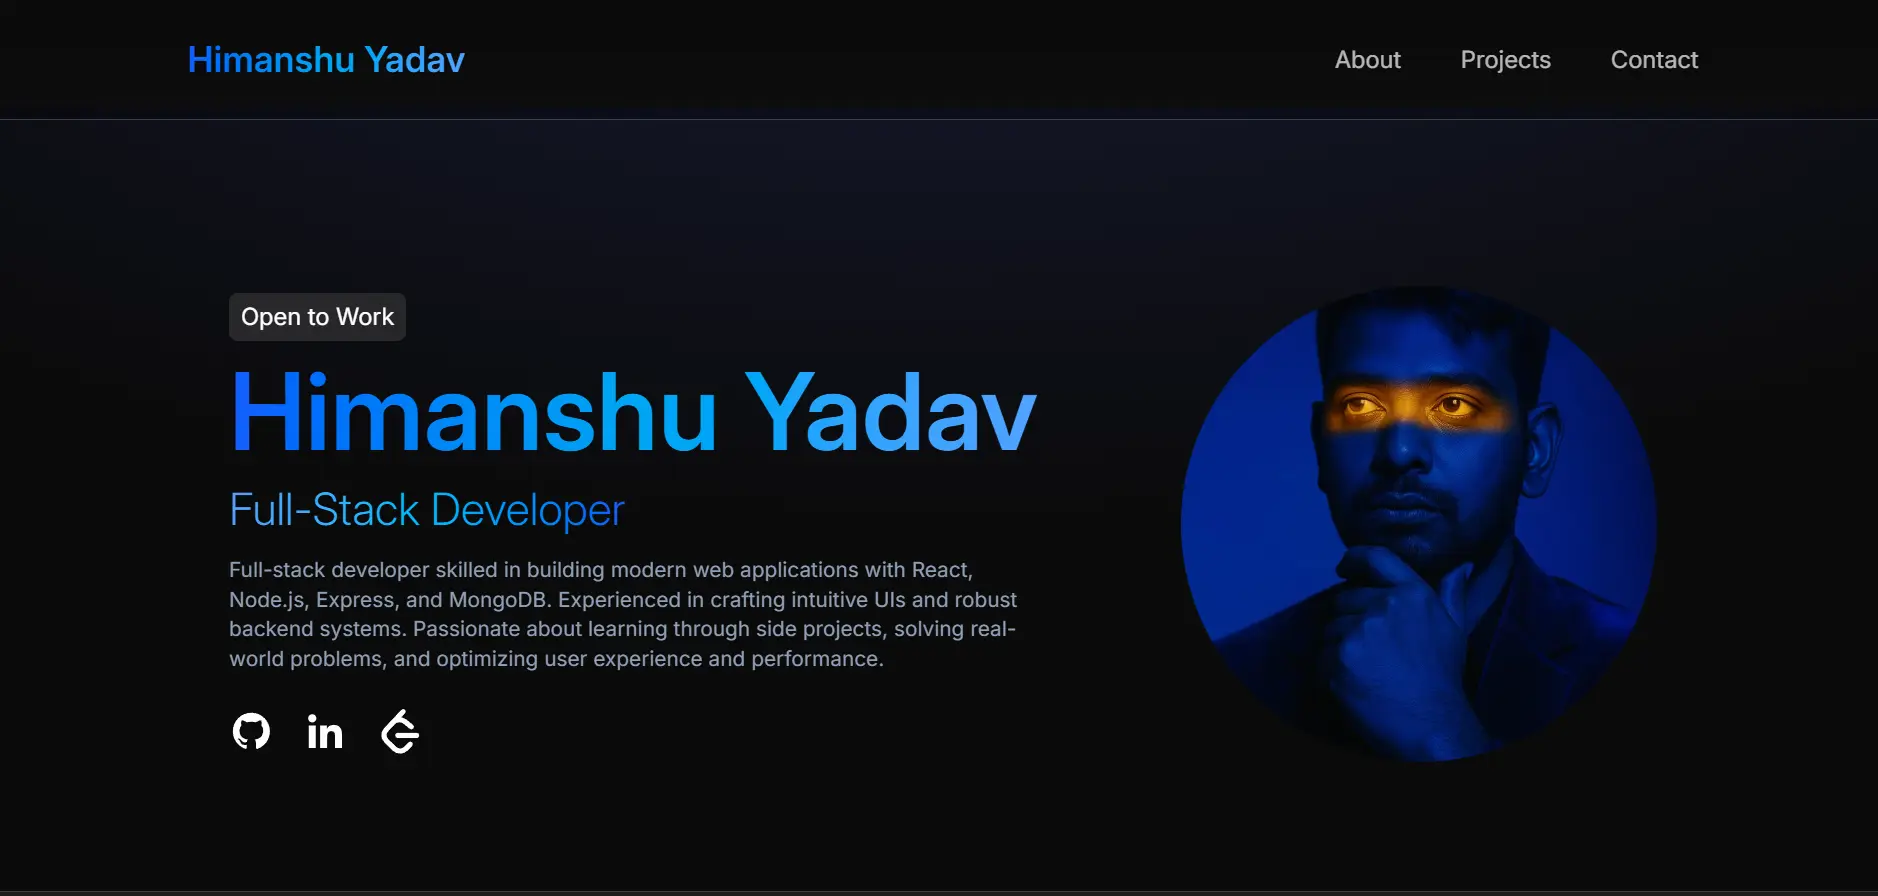 Himanshu Yadav
About
Projects
Contact
Open to Work
Himanshu Yadav
Full-Stack Developer
Full-stack developer skilled in building modern web applications with React,
Node.js, Express, and MongoDB. Experienced in crafting intuitive UIs and robust
backend systems. Passionate about learning through side projects, solving real-
world problems, and optimizing user experience and performance.
in